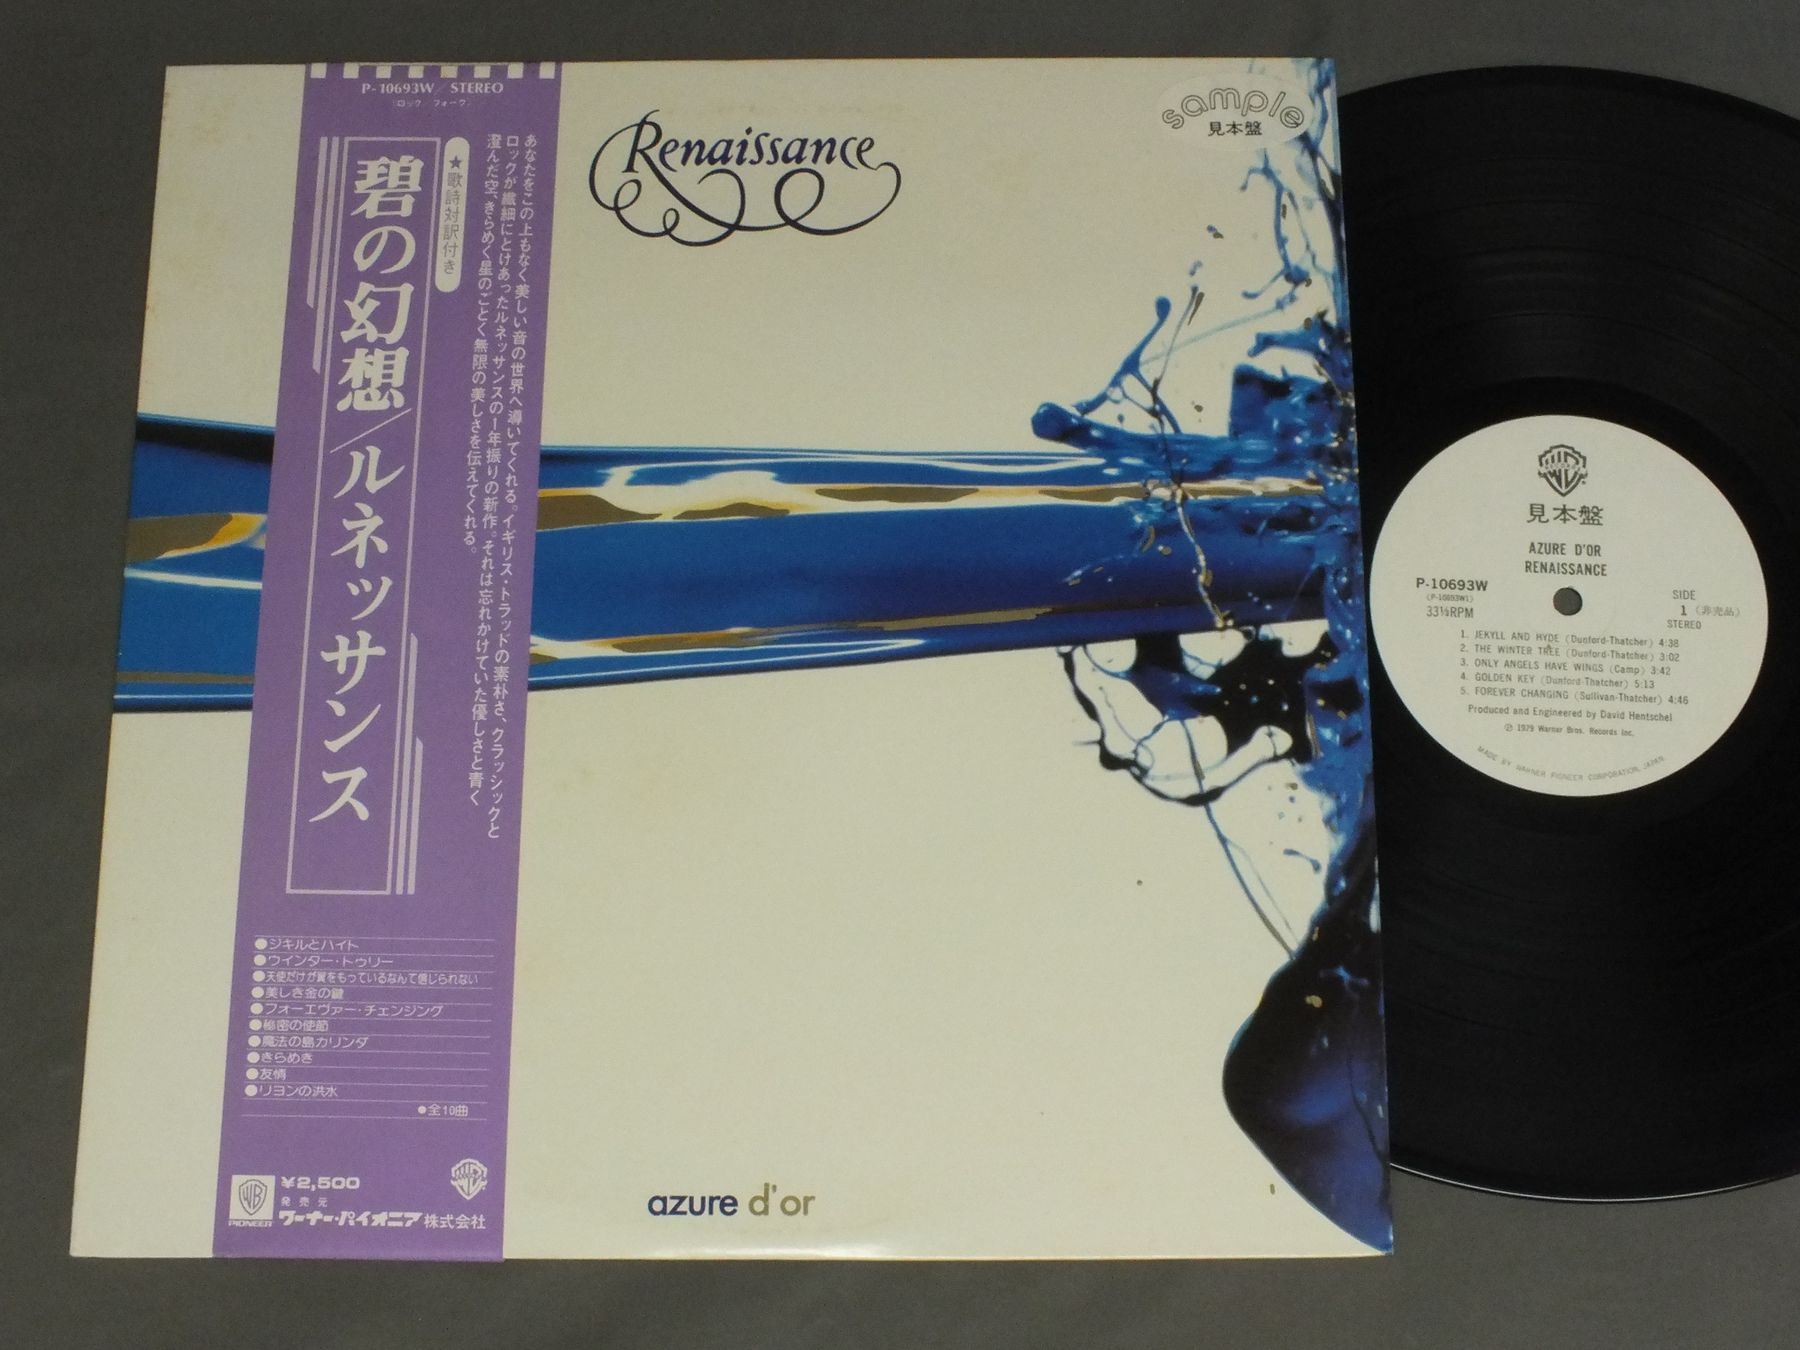 P-10693W/STEREO
ロック フォーク
★歌詩対訳付き
碧の幻想/ルネッサンス
あなたをこの上もなく美しい音の世界へ導いてくれる。イギリス・トラッドの素朴さ、クラッシックと
ロックが繊細にとけあったルネッサンスの1年振りの新作。それは忘れかけていた優しさと青く
澄んだ空、きらめく星のごとく無限の美しさを伝えてくれる。
●ジキルとハイト
●ウインター・トゥリー
●天使だけが翼をもっているなんて信じられない
●美しき金の鍵
●フォーエヴァー・チェンジング
●秘密の使節
●魔法の島カリンダ
●きらめき
●友情
●リヨンの洪水
●全10曲
WB
PIONEER
¥2,500
発売元
ワーナー・パイオニア株式会社
Renaissance
sample
見本盤
azure d'or
RECORDS
見本盤
AZURE D'OR
RENAISSANCE
P-10693W
(P-10693W1)
33⅓RPM
SIDE
1 (非売品)
STEREO
1. JEKYLL AND HYDE (Dunford-Thatcher) 4:38
2. THE WINTER TREE (Dunford-Thatcher) 3:02
3. ONLY ANGELS HAVE WINGS (Camp) 3:42
4. GOLDEN KEY (Dunford-Thatcher) 5:13
5. FOREVER CHANGING (Sullivan-Thatcher) 4:46
Produced and Engineered by David Hentschel
℗ 1979 Warner Bros. Records Inc.
MADE BY WARNER PIONEER CORPORATION, JAPAN